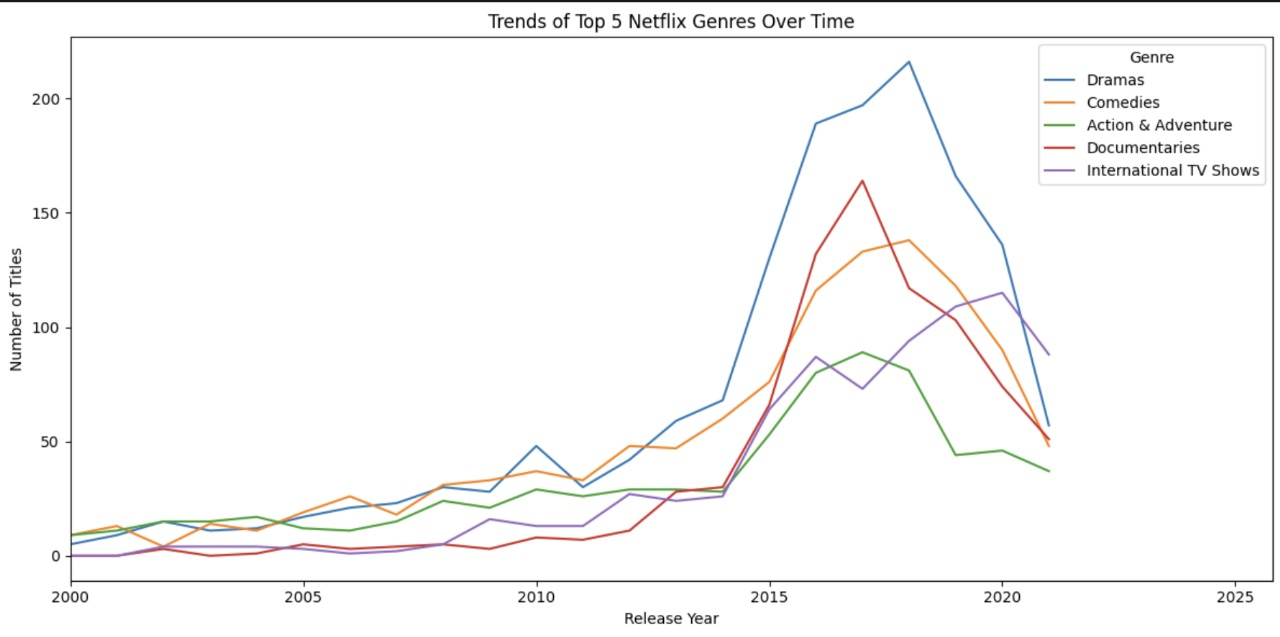 Trends of Top 5 Netflix Genres Over Time
Genre
Dramas
Comedies
Action & Adventure
Documentaries
International TV Shows
Number of Titles
200
150
100
50
0
2000 2005 2010 2015 2020 2025
Release Year